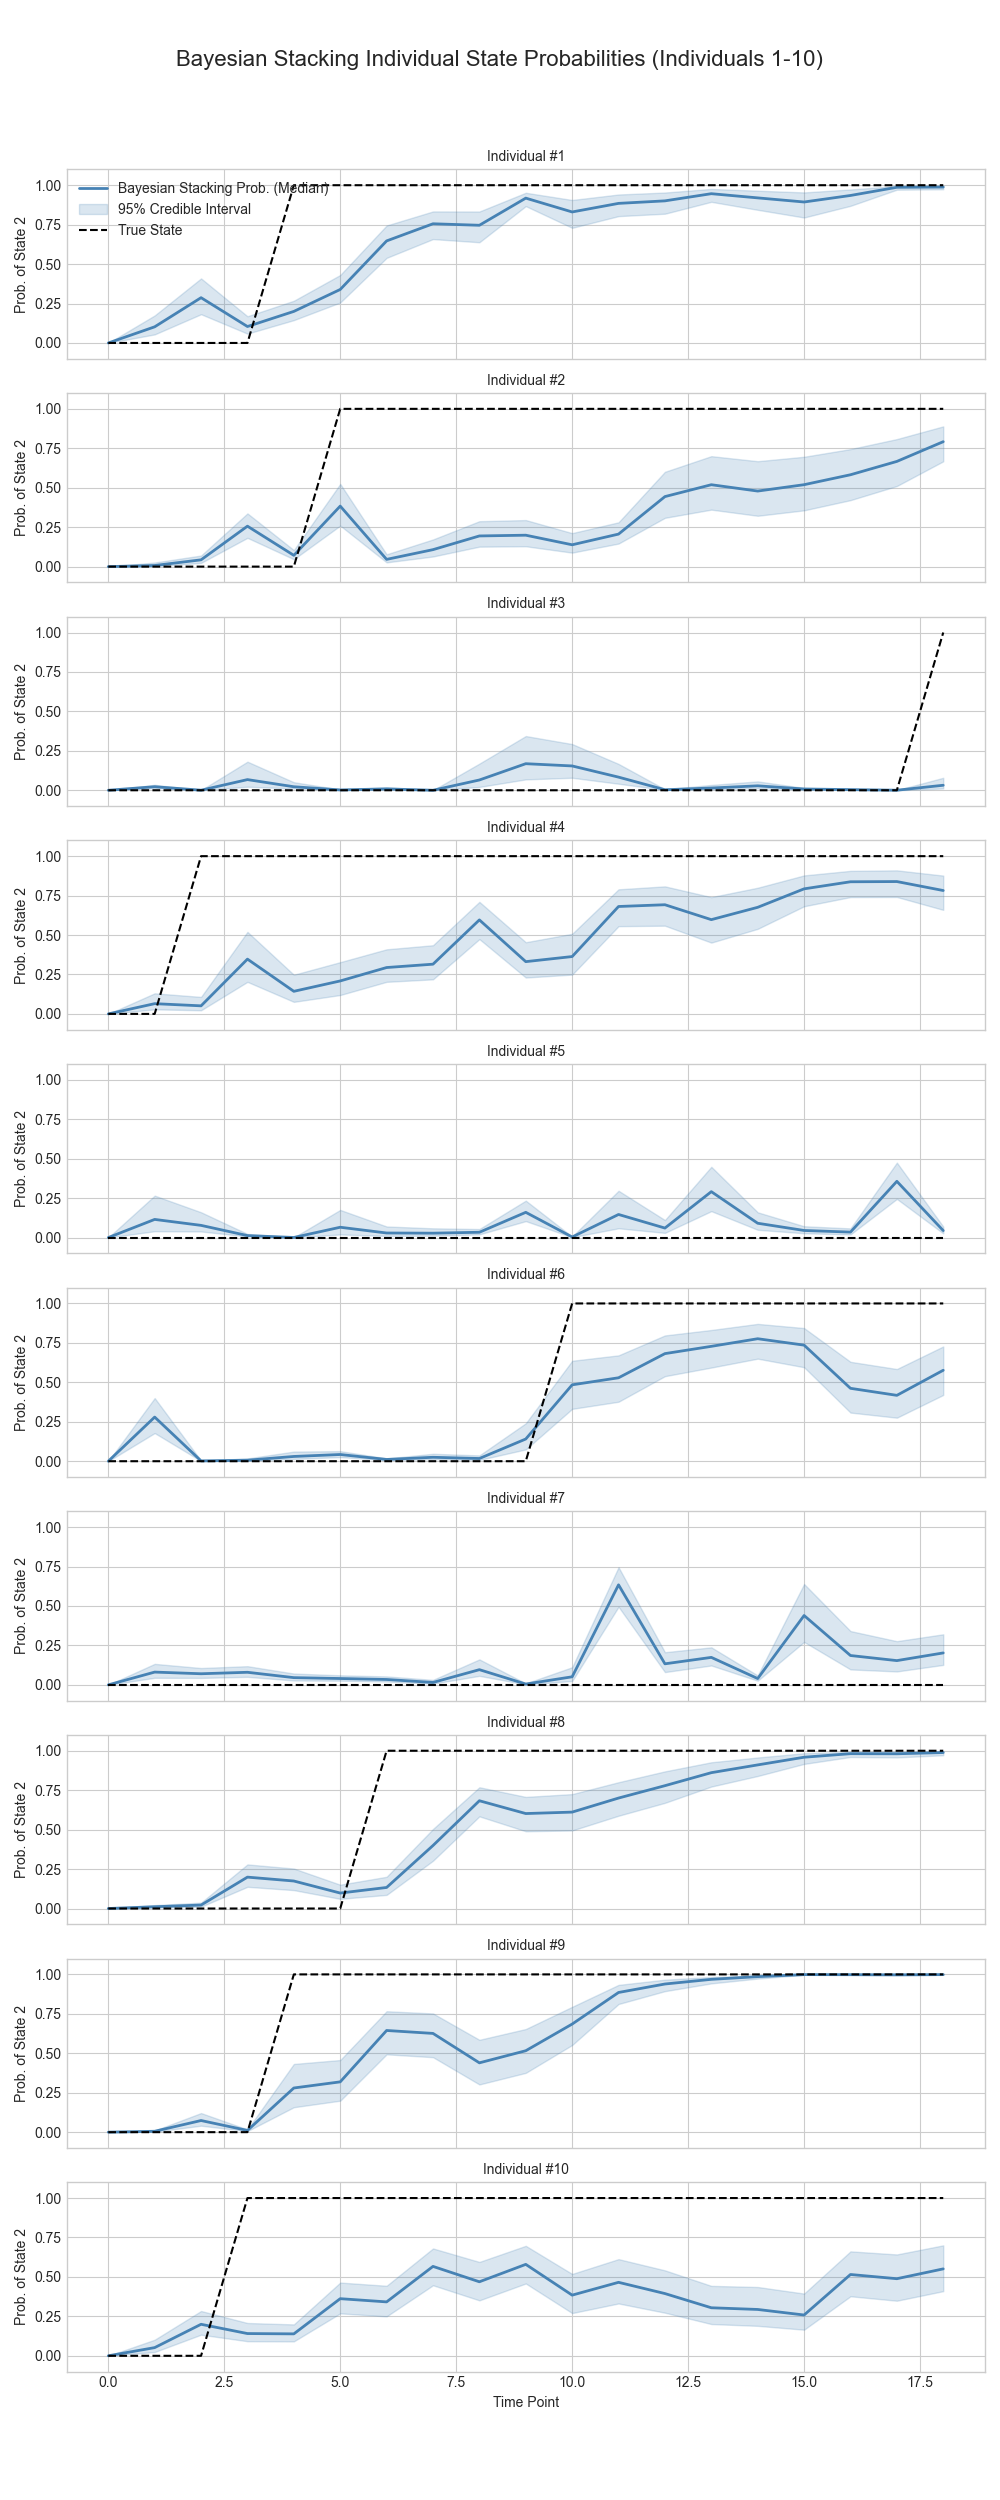 Bayesian Stacking Individual State Probabilities (Individuals 1-10)
Individual #1
Bayesian Stacking Prob. (Median)
95% Credible Interval
True State
1.00
0.75
0.50
0.25
0.00
Prob. of State 2
Individual #2
1.00
0.75
0.50
0.25
0.00
Prob. of State 2
Individual #3
1.00
0.75
0.50
0.25
0.00
Prob. of State 2
Individual #4
1.00
0.75
0.50
0.25
0.00
Prob. of State 2
Individual #5
1.00
0.75
0.50
0.25
0.00
Prob. of State 2
Individual #6
1.00
0.75
0.50
0.25
0.00
Prob. of State 2
Individual #7
1.00
0.75
0.50
0.25
0.00
Prob. of State 2
Individual #8
1.00
0.75
0.50
0.25
0.00
Prob. of State 2
Individual #9
1.00
0.75
0.50
0.25
0.00
Prob. of State 2
Individual #10
1.00
0.75
0.50
0.25
0.00
Prob. of State 2
0.0 2.5 5.0 7.5 10.0 12.5 15.0 17.5
Time Point